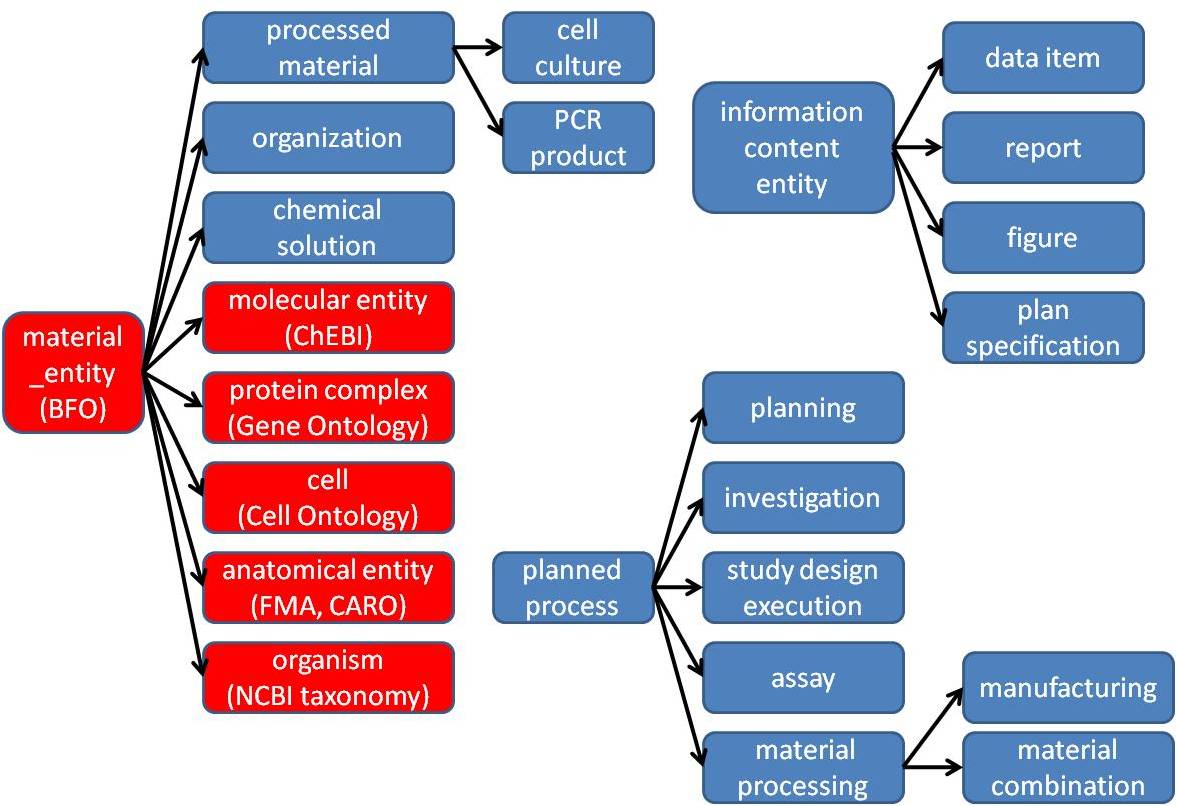 processed
material
cell
culture
PCR
product
organization
chemical
solution
molecular entity
(ChEBI)
material
_entity
(BFO)
protein complex
(Gene Ontology)
cell
(Cell Ontology)
anatomical entity
(FMA, CARO)
organism
(NCBI taxonomy)
information
content
entity
data item
report
figure
plan
specification
planned
process
planning
investigation
study design
execution
assay
material
processing
manufacturing
material
combination